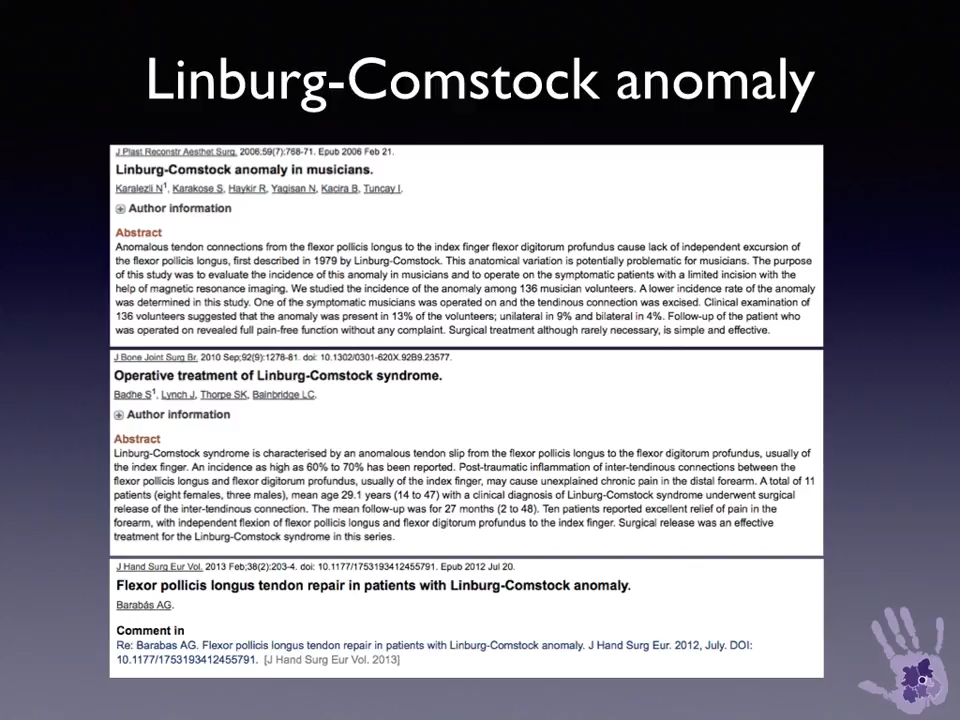 Linburg-Comstock anomaly
J Plast Reconstr Aesthet Surg. 2006;59(7):768-71. Epub 2006 Feb 21.
Linburg-Comstock anomaly in musicians.
Karalezli N1, Karakose S, Haykir R, Yagisan N, Kacira B, Tuncay I.
Author information
Abstract
Anomalous tendon connections from the flexor pollicis longus to the index finger flexor digitorum profundus cause lack of independent excursion of
the flexor pollicis longus, first described in 1979 by Linburg-Comstock. This anatomical variation is potentially problematic for musicians. The purpose
of this study was to evaluate the incidence of this anomaly in musicians and to operate on the symptomatic patients with a limited incision with the
help of magnetic resonance imaging. We studied the incidence of the anomaly among 136 musician volunteers. A lower incidence rate of the anomaly
was determined in this study. One of the symptomatic musicians was operated on and the tendinous connection was excised. Clinical examination of
136 volunteers suggested that the anomaly was present in 13% of the volunteers; unilateral in 9% and bilateral in 4%. Follow-up of the patient who
was operated on revealed full pain-free function without any complaint. Surgical treatment although rarely necessary, is simple and effective.
J Bone Joint Surg Br. 2010 Sep;92(9):1278-81. doi: 10.1302/0301-620X.92B9.23577.
Operative treatment of Linburg-Comstock syndrome.
Badhe S1, Lynch J, Thorpe SK, Bainbridge LC.
Author information
Abstract
Linburg-Comstock syndrome is characterised by an anomalous tendon slip from the flexor pollicis longus to the flexor digitorum profundus, usually of
the index finger. An incidence as high as 60% to 70% has been reported. Post-traumatic inflammation of inter-tendinous connections between the
flexor pollicis longus and flexor digitorum profundus, usually of the index finger, may cause unexplained chronic pain in the distal forearm. A total of 11
patients (eight females, three males), mean age 29.1 years (14 to 47) with a clinical diagnosis of Linburg-Comstock syndrome underwent surgical
release of the inter-tendinous connection. The mean follow-up was for 27 months (2 to 48). Ten patients reported excellent relief of pain in the
forearm, with independent flexion of flexor pollicis longus and flexor digitorum profundus to the index finger. Surgical release was an effective
treatment for the Linburg-Comstock syndrome in this series.
J Hand Surg Eur Vol. 2013 Feb;38(2):203-4. doi: 10.1177/1753193412455791. Epub 2012 Jul 20.
Flexor pollicis longus tendon repair in patients with Linburg-Comstock anomaly.
Barabás AG.
Comment in
Re: Barabas AG. Flexor pollicis longus tendon repair in patients with Linburg-Comstock anomaly. J Hand Surg Eur. 2012, July. DOI:
10.1177/1753193412455791. [J Hand Surg Eur Vol. 2013]